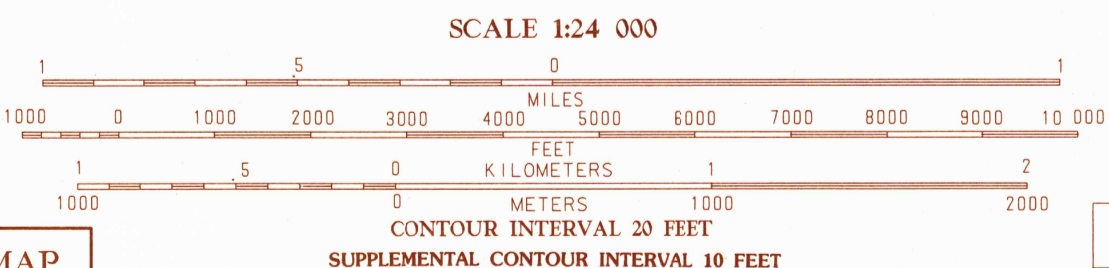 SCALE 1:24 000
1 .5 0 1
MILES
1000 0 1000 2000 3000 4000 5000 6000 7000 8000 9000 10 000
FEET
1 .5 0 KILOMETERS 1 2
1000 0 METERS 1000 2000
CONTOUR INTERVAL 20 FEET
SUPPLEMENTAL CONTOUR INTERVAL 10 FEET
MAP